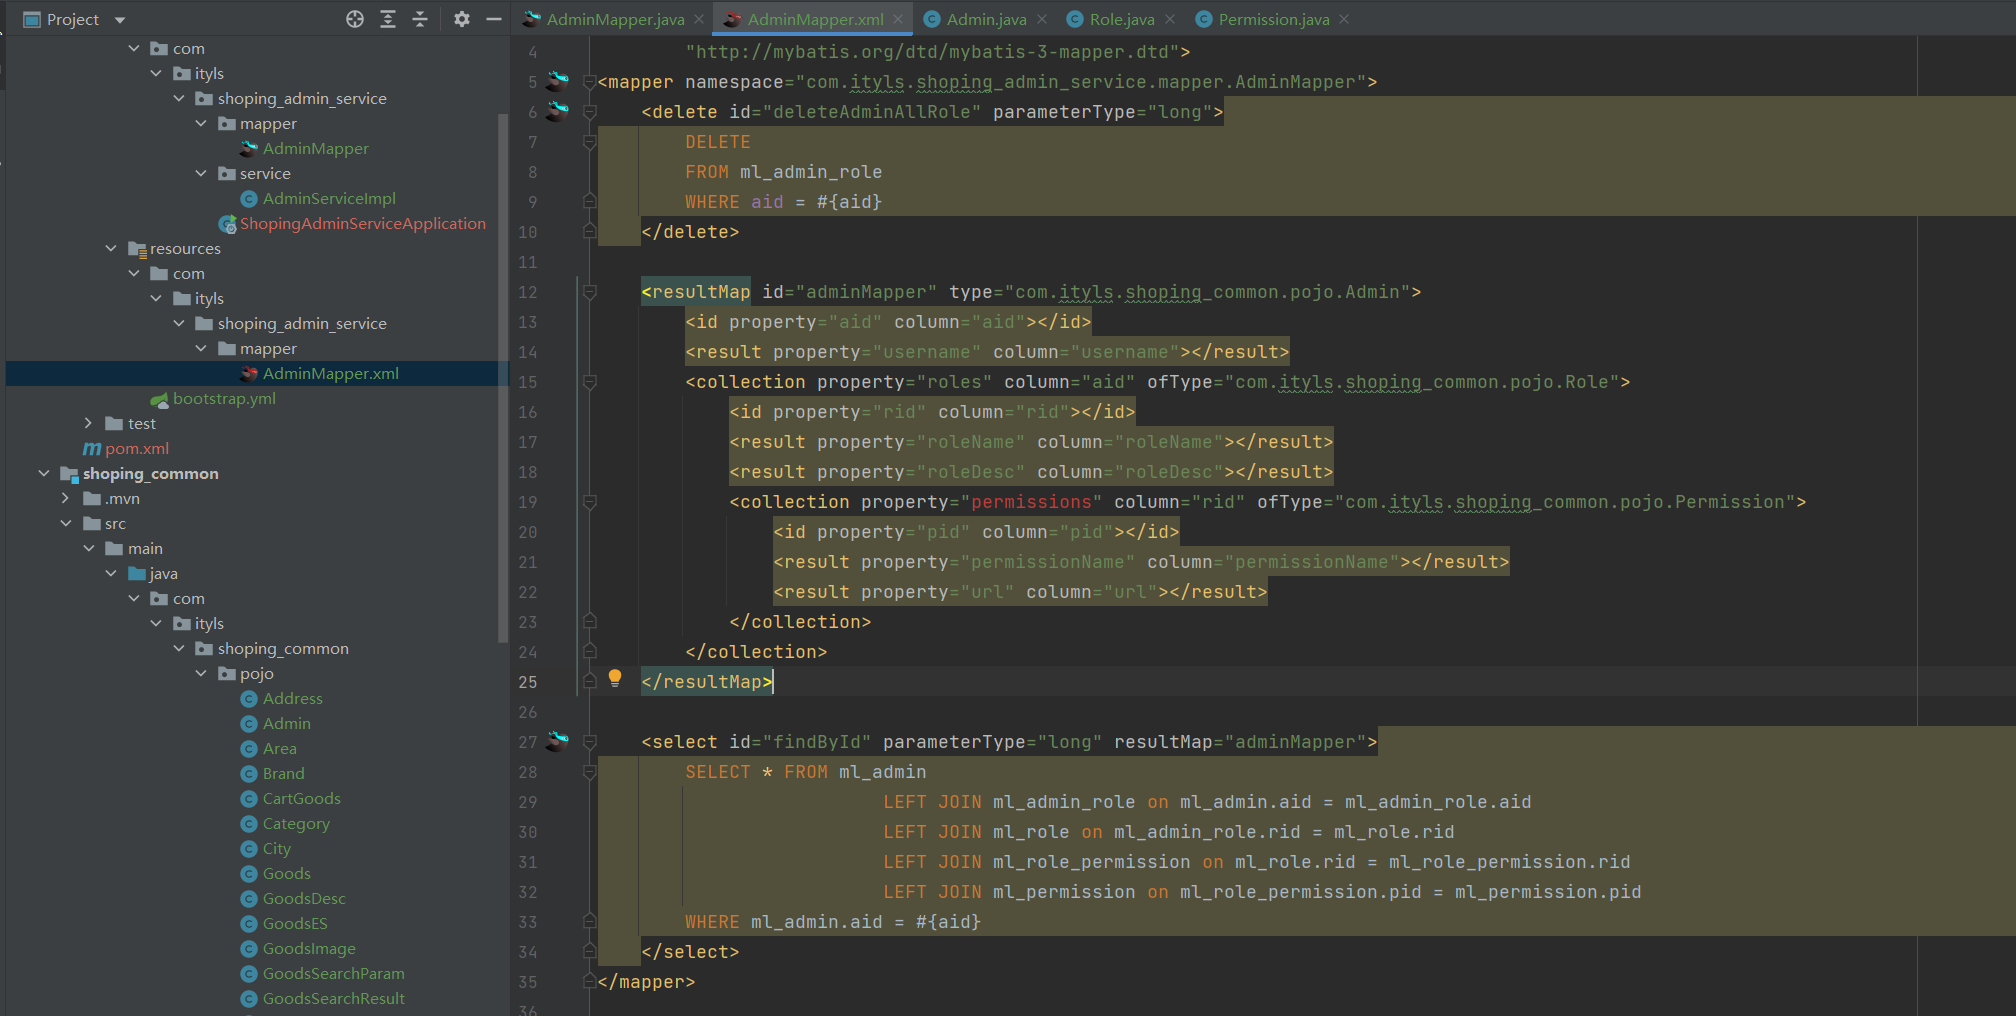 Project
com
ityls
shoping_admin_service
mapper
AdminMapper
service
AdminServiceImpl
ShopingAdminServiceApplication
resources
com
ityls
shoping_admin_service
mapper
AdminMapper.xml
bootstrap.yml
test
pom.xml
shoping_common
.mvn
src
main
java
com
ityls
shoping_common
pojo
Address
Admin
Area
Brand
CartGoods
Category
City
Goods
GoodsDesc
GoodsES
GoodsImage
GoodsSearchParam
GoodsSearchResult
AdminMapper.java AdminMapper.xml Admin.java Role.java Permission.java
4 "http://mybatis.org/dtd/mybatis-3-mapper.dtd">
5 <mapper namespace="com.ityls.shoping_admin_service.mapper.AdminMapper">
6 <delete id="deleteAdminAllRole" parameterType="long">
7 DELETE
8 FROM ml_admin_role
9 WHERE aid = #{aid}
10 </delete>
11
12 <resultMap id="adminMapper" type="com.ityls.shoping_common.pojo.Admin">
13 <id property="aid" column="aid"></id>
14 <result property="username" column="username"></result>
15 <collection property="roles" column="aid" ofType="com.ityls.shoping_common.pojo.Role">
16 <id property="rid" column="rid"></id>
17 <result property="roleName" column="roleName"></result>
18 <result property="roleDesc" column="roleDesc"></result>
19 <collection property="permissions" column="rid" ofType="com.ityls.shoping_common.pojo.Permission">
20 <id property="pid" column="pid"></id>
21 <result property="permissionName" column="permissionName"></result>
22 <result property="url" column="url"></result>
23 </collection>
24 </collection>
25 </resultMap>
26
27 <select id="findById" parameterType="long" resultMap="adminMapper">
28 SELECT * FROM ml_admin
29 LEFT JOIN ml_admin_role on ml_admin.aid = ml_admin_role.aid
30 LEFT JOIN ml_role on ml_admin_role.rid = ml_role.rid
31 LEFT JOIN ml_role_permission on ml_role.rid = ml_role_permission.rid
32 LEFT JOIN ml_permission on ml_role_permission.pid = ml_permission.pid
33 WHERE ml_admin.aid = #{aid}
34 </select>
35 </mapper>
36